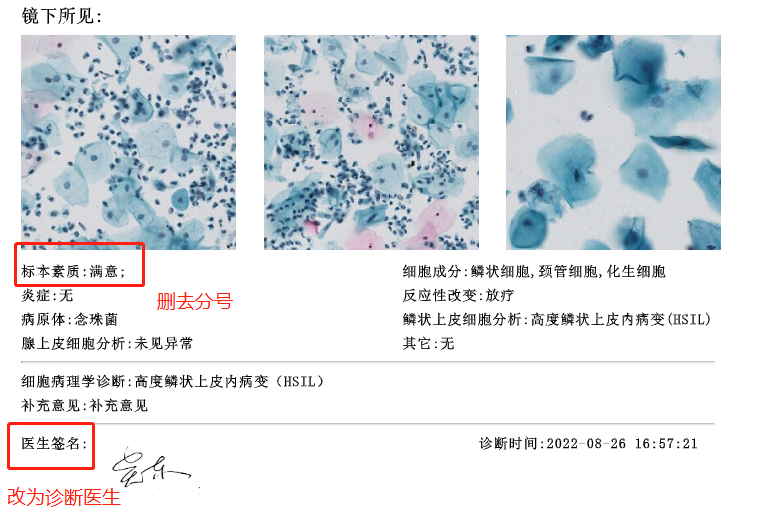 镜下所见:
标本素质:满意;
细胞成分:鳞状细胞,颈管细胞,化生细胞
炎症:无
删去分号
反应性改变:放疗
病原体:念珠菌
鳞状上皮细胞分析:高度鳞状上皮内病变(HSIL)
腺上皮细胞分析:未见异常
其它:无
细胞病理学诊断:高度鳞状上皮内病变（HSIL）
补充意见:补充意见
医生签名:
诊断时间:2022-08-26 16:57:21
改为诊断医生